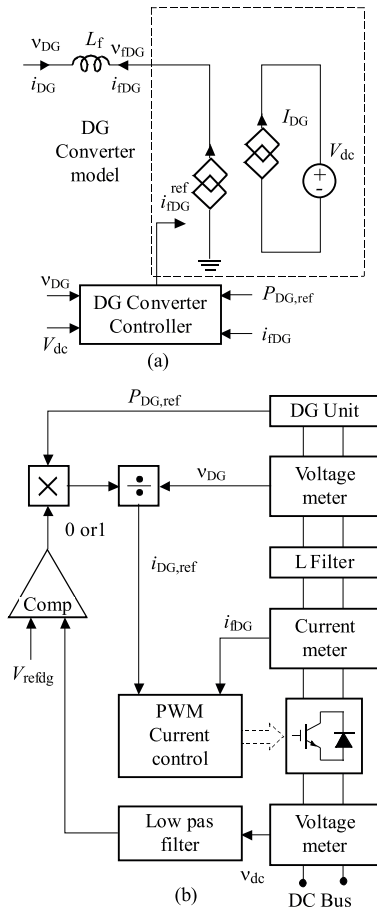 νDG
Lf
νfDG
iDG
ifDG
DG
Converter
model
IDG
Vdc
+
-
ifDG ref
νDG
Vdc
DG Converter
Controller
PDG,ref
ifDG
(a)
PDG,ref
DG Unit
×
÷
νDG
Voltage
meter
0 or1
L Filter
Comp
iDG,ref
ifDG
Current
meter
Vrefdg
PWM
Current
control
Low pas
filter
νdc
Voltage
meter
(b)
DC Bus